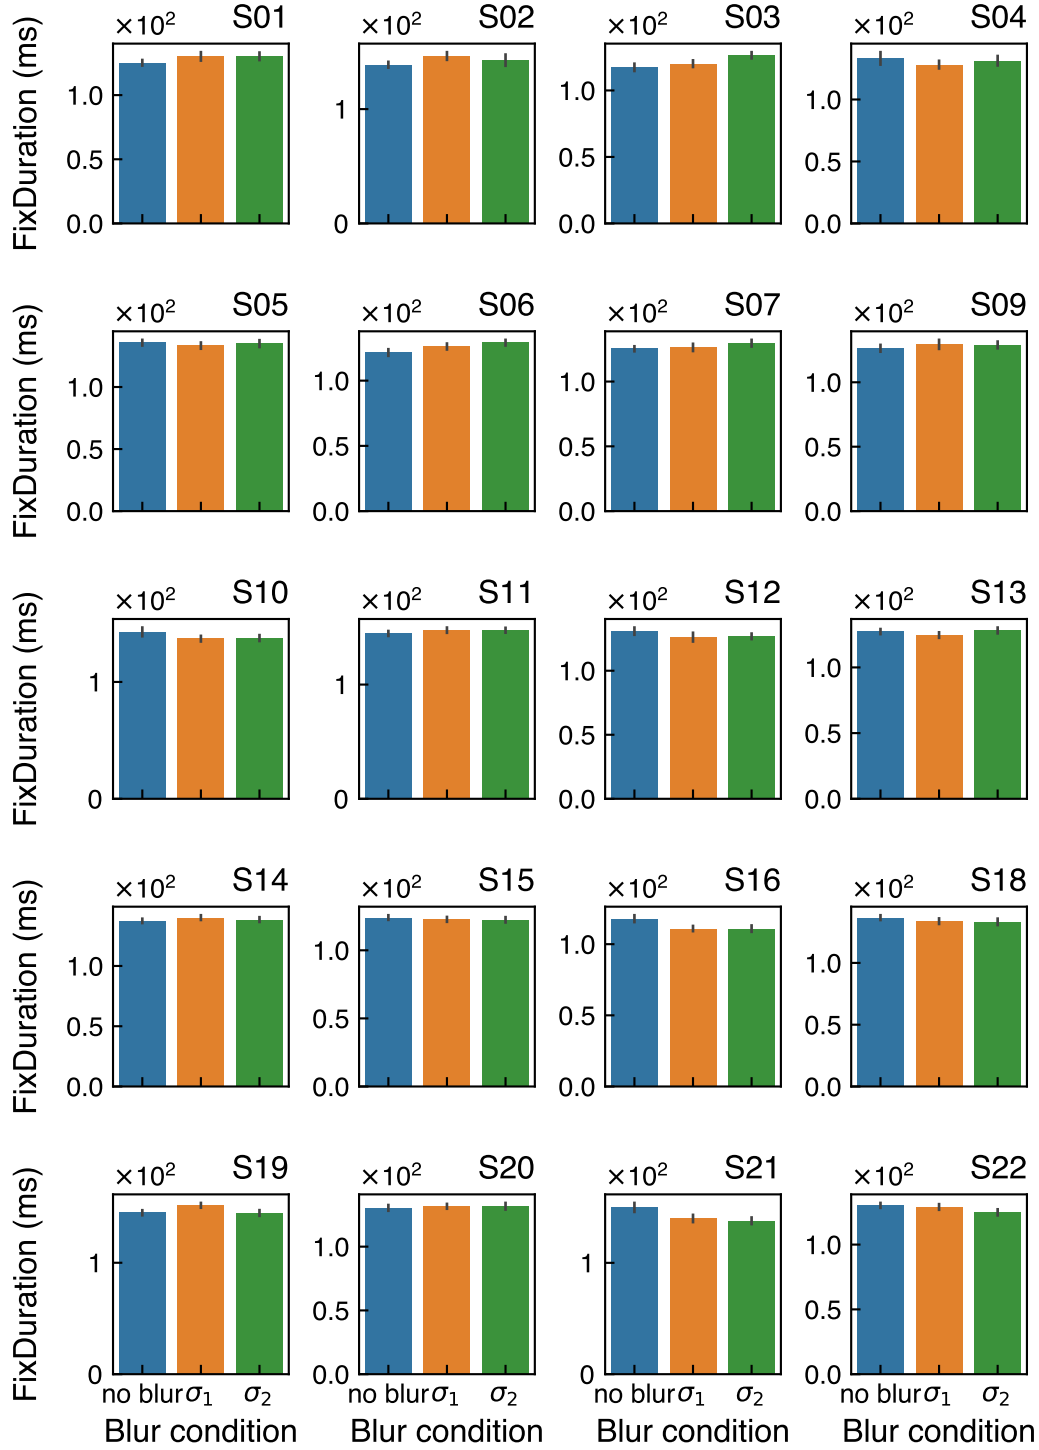 ×10² S01 ×10² S02 ×10² S03 ×10² S04
FixDuration (ms)
1.0 1 1.0 1.0
0.5 0.5 0.5
0.0 0 0.0 0.0
×10² S05 ×10² S06 ×10² S07 ×10² S09
FixDuration (ms)
1.0 1.0 1.0 1.0
0.5 0.5 0.5 0.5
0.0 0.0 0.0 0.0
×10² S10 ×10² S11 ×10² S12 ×10² S13
FixDuration (ms)
1 1 1.0 1.0
0.5 0.5
0 0 0.0 0.0
×10² S14 ×10² S15 ×10² S16 ×10² S18
FixDuration (ms)
1.0 1.0 1.0 1.0
0.5 0.5 0.5 0.5
0.0 0.0 0.0 0.0
×10² S19 ×10² S20 ×10² S21 ×10² S22
FixDuration (ms)
1 1.0 1 1.0
0.5 0.5
0 0.0 0 0.0
no blur σ₁ σ₂ no blur σ₁ σ₂ no blur σ₁ σ₂ no blur σ₁ σ₂
Blur condition Blur condition Blur condition Blur condition